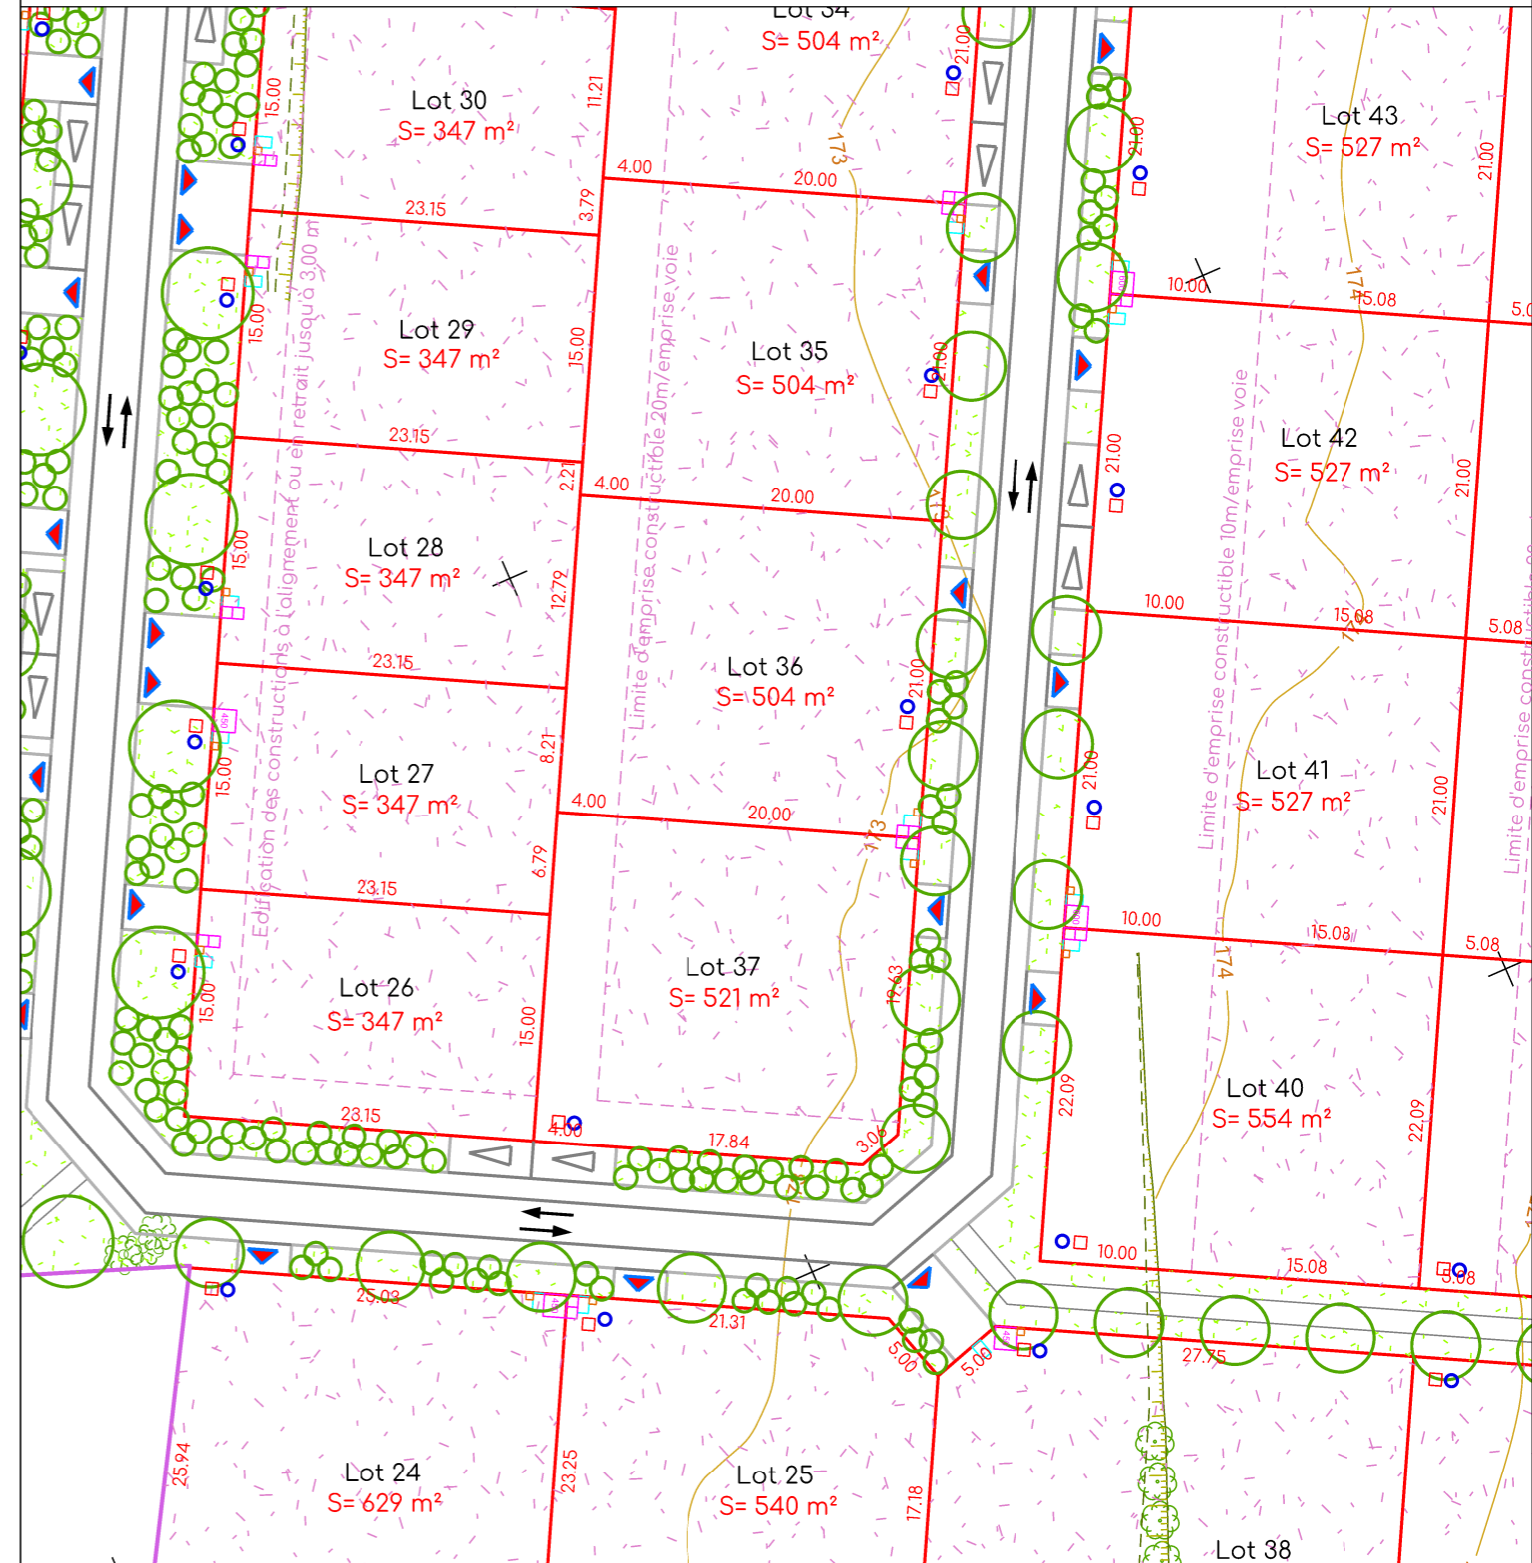 Lot 34
S= 504 m²
21.00
15.00
Lot 30
S= 347 m²
11.21
173
21.00
Lot 43
S= 527 m²
21.00
4.00
20.00
3.79
23.15
10.00
174
15.08
15.00
Lot 29
S= 347 m²
15.00
Lot 35
S= 504 m²
21.00
Edification des constructions à l'alignement ou en retrait jusqu'à 3,00 m
Limite d'emprise constructible 20m/emprise voie
Limite d'emprise constructible 10m/emprise voie
23.15
2.21
4.00
20.00
21.00
Lot 42
S= 527 m²
21.00
15.00
Lot 28
S= 347 m²
12.79
10.00
15.08
5.08
23.15
Lot 36
S= 504 m²
21.00
450
15.00
Lot 27
S= 347 m²
8.21
21.00
Lot 41
S= 527 m²
21.00
4.00
20.00
173
6.79
23.15
10.00
15.08
5.08
174
15.00
Lot 26
S= 347 m²
15.00
Lot 37
S= 521 m²
19.63
22.09
Lot 40
S= 554 m²
22.09
23.15
4.00
17.84
3.06
10.00
15.08
5.08
25.03
21.31
5.00
5.00
27.75
25.94
Lot 24
S= 629 m²
23.25
Lot 25
S= 540 m²
17.18
Lot 38